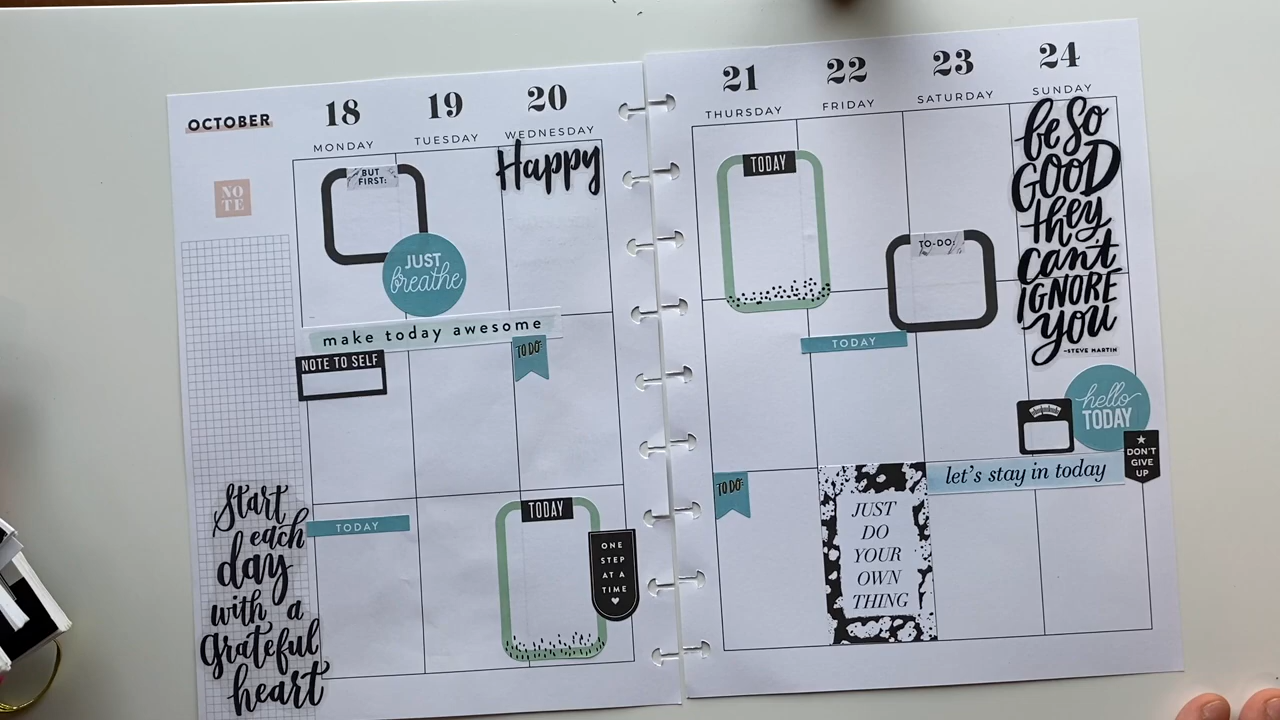 OCTOBER
18
MONDAY
19
TUESDAY
20
WEDNESDAY
21
THURSDAY
22
FRIDAY
23
SATURDAY
24
SUNDAY
NO
TE
BUT
FIRST:
JUST
breathe
Happy
make today awesome
NOTE TO SELF
TO DO:
Start
each
day
with a
grateful
heart
TODAY
TODAY
ONE
STEP
AT A
TIME
TODAY
TO-DO:
be so
GOOD
they
can't
IGNORE
you
-STEVE MARTIN
TODAY
hello
TODAY
DON'T
GIVE
UP
let's stay in today
TO DO:
JUST
DO
YOUR
OWN
THING